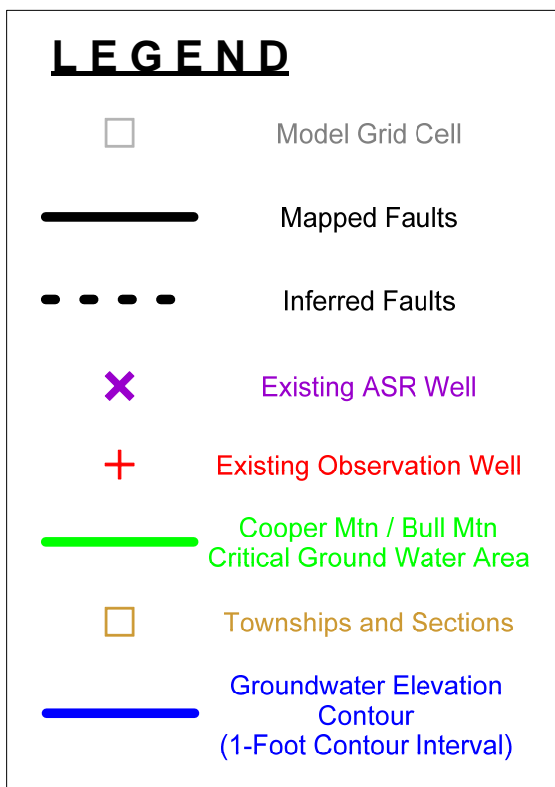 L E G E N D
Model Grid Cell
Mapped Faults
Inferred Faults
Existing ASR Well
Existing Observation Well
Cooper Mtn / Bull Mtn
Critical Ground Water Area
Townships and Sections
Groundwater Elevation
Contour
(1-Foot Contour Interval)